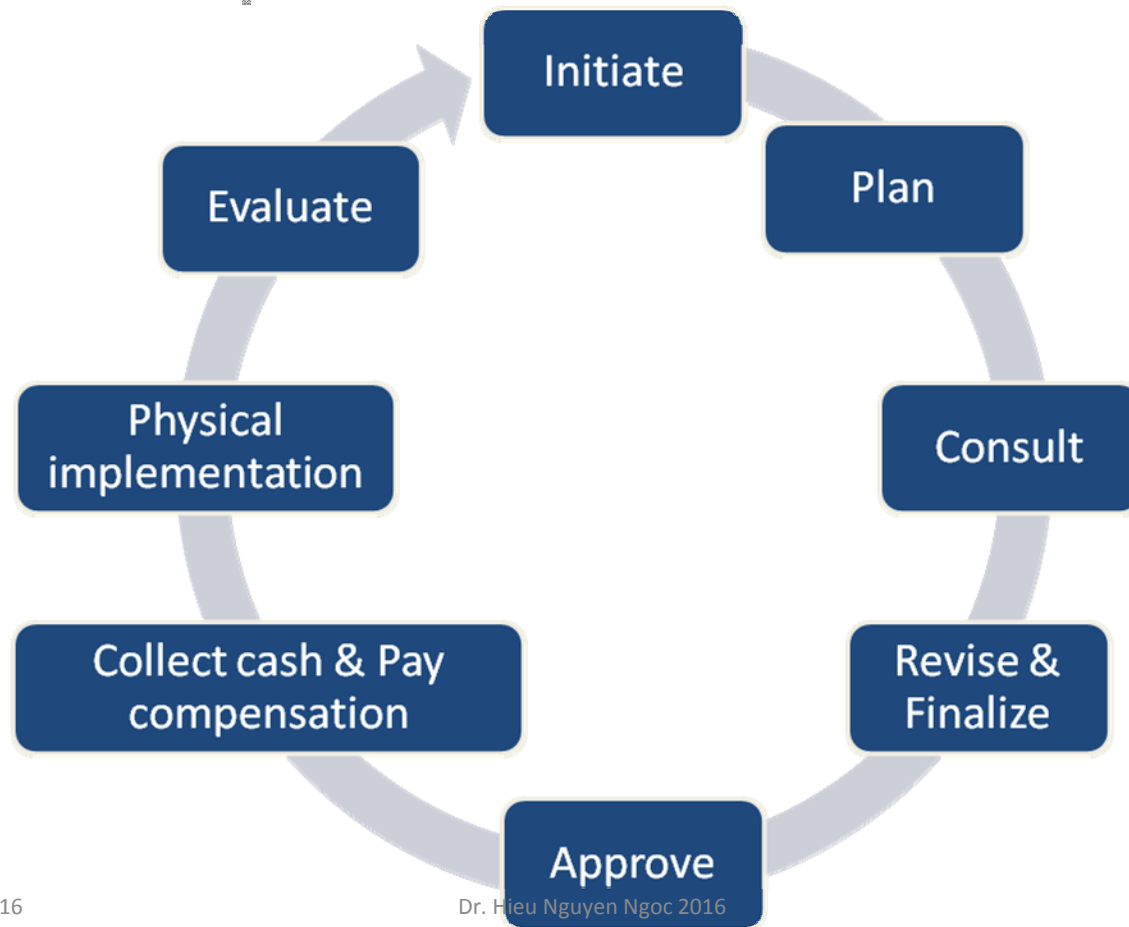 Initiate
Plan
Consult
Revise &
Finalize
Approve
Collect cash & Pay
compensation
Physical
implementation
Evaluate
16
Dr. Hieu Nguyen Ngoc 2016